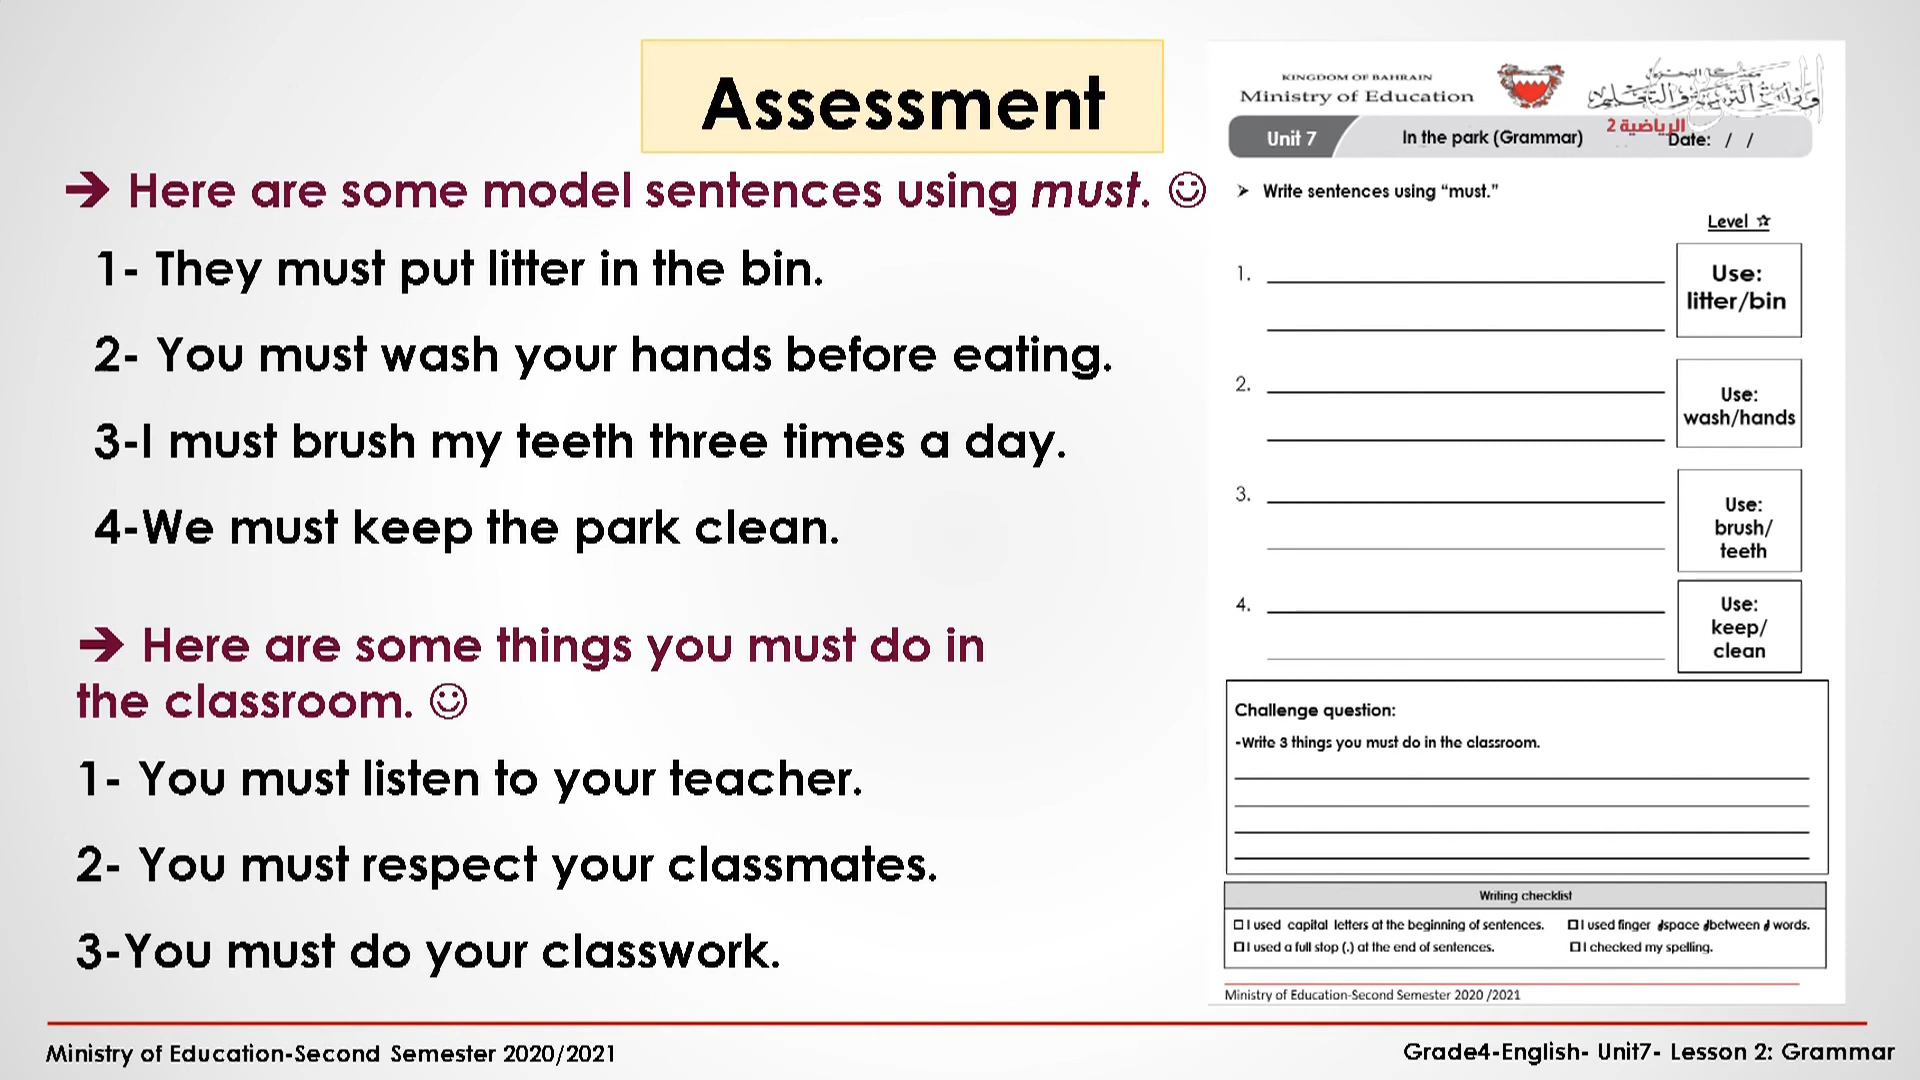 Assessment
➔ Here are some model sentences using must. ☺
1- They must put litter in the bin.
2- You must wash your hands before eating.
3-I must brush my teeth three times a day.
4-We must keep the park clean.
➔ Here are some things you must do in
the classroom. ☺
1- You must listen to your teacher.
2- You must respect your classmates.
3-You must do your classwork.
KINGDOM OF BAHRAIN
Ministry of Education
وزارة التربية والتعليم
الرياضية 2
Unit 7 In the park (Grammar) Date: / /
➢ Write sentences using “must.”
Level ☆
1.
Use:
litter/bin
2.
Use:
wash/hands
3.
Use:
brush/
teeth
4.
Use:
keep/
clean
Challenge question:
-Write 3 things you must do in the classroom.
Writing checklist
☐ I used capital letters at the beginning of sentences. ☐ I used finger space between words.
☐ I used a full stop (.) at the end of sentences. ☐ I checked my spelling.
Ministry of Education-Second Semester 2020 /2021
Ministry of Education-Second Semester 2020/2021
Grade4-English- Unit7- Lesson 2: Grammar